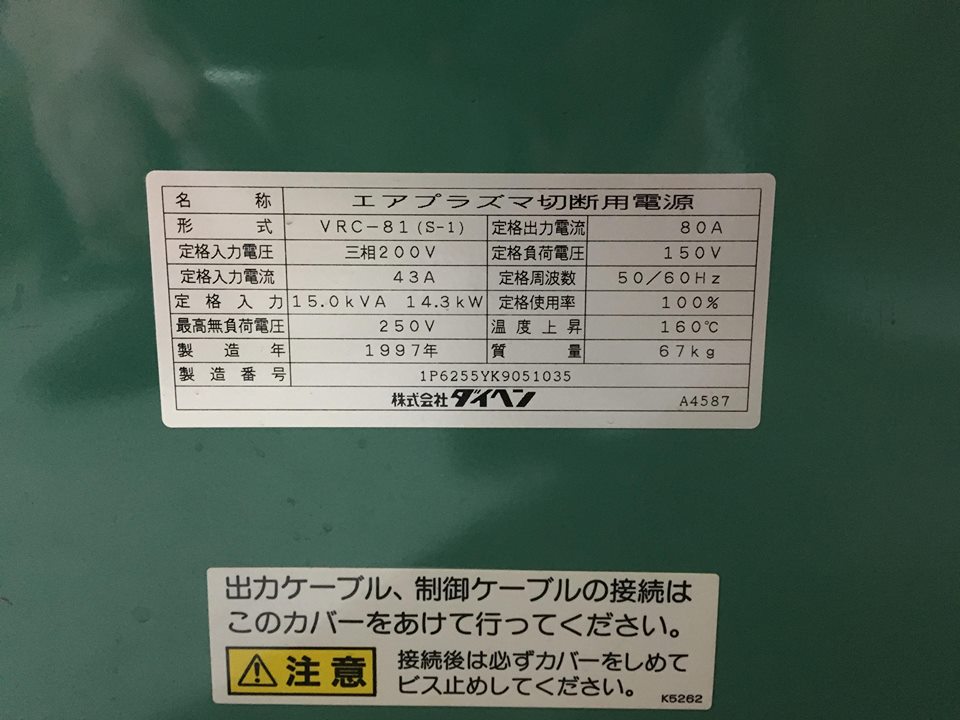 名称 エアプラズマ切断用電源
形式 VRC-81(S-1) 定格出力電流 80A
定格入力電圧 三相200V 定格負荷電圧 150V
定格入力電流 43A 定格周波数 50/60Hz
定格入力 15.0kVA 14.3kW 定格使用率 100%
最高無負荷電圧 250V 温度上昇 160℃
製造年 1997年 質量 67kg
製造番号 1P6255YK9051035
株式会社ダイヘン A4587
出力ケーブル、制御ケーブルの接続は
このカバーをあけて行ってください。
注意 接続後は必ずカバーをしめて
ビス止めしてください。 K5262